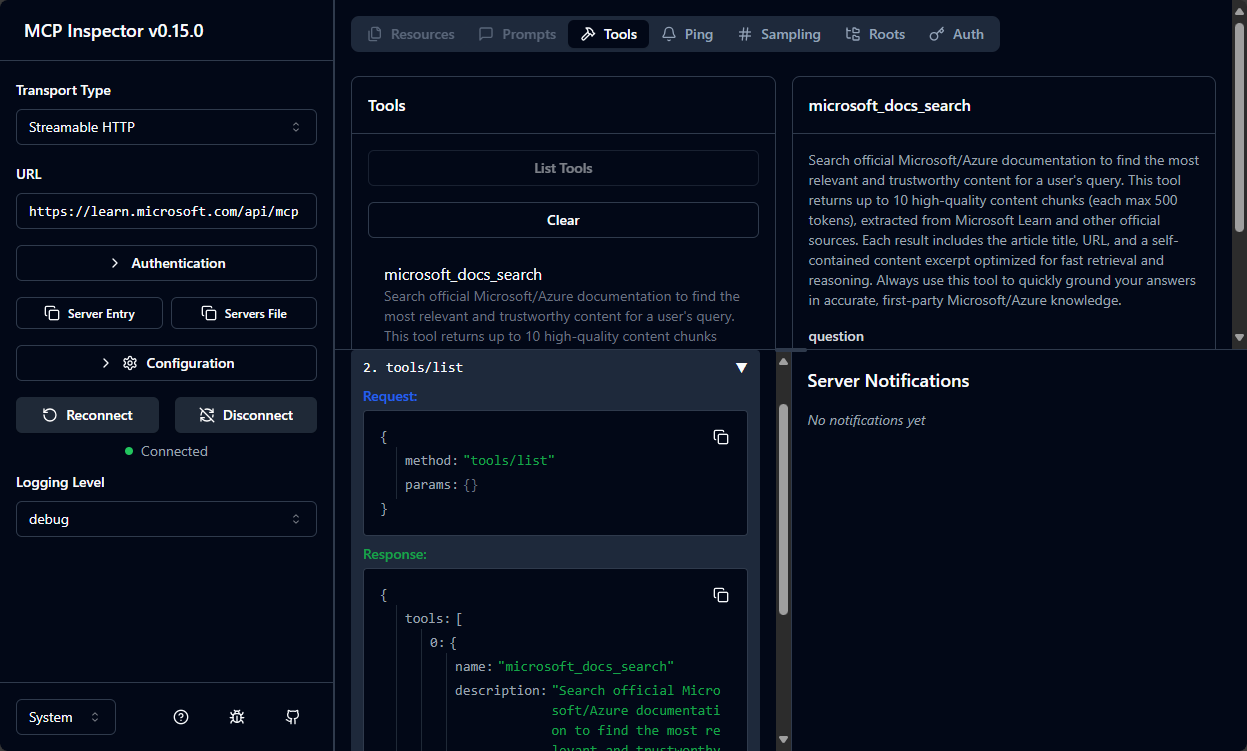 MCP Inspector v0.15.0
Transport Type
Streamable HTTP
URL
https://learn.microsoft.com/api/mcp
Authentication
Server Entry
Servers File
Configuration
Reconnect
Disconnect
Connected
Logging Level
debug
System
Resources
Prompts
Tools
Ping
Sampling
Roots
Auth
Tools
List Tools
Clear
microsoft_docs_search
Search official Microsoft/Azure documentation to find the
most relevant and trustworthy content for a user's query.
This tool returns up to 10 high-quality content chunks
microsoft_docs_search
Search official Microsoft/Azure documentation to find the most
relevant and trustworthy content for a user's query. This tool
returns up to 10 high-quality content chunks (each max 500
tokens), extracted from Microsoft Learn and other official
sources. Each result includes the article title, URL, and a self-
contained content excerpt optimized for fast retrieval and
reasoning. Always use this tool to quickly ground your answers
in accurate, first-party Microsoft/Azure knowledge.
question
2. tools/list
Request:
{
method: "tools/list"
params: {}
}
Response:
{
tools: [
0: {
name: "microsoft_docs_search"
description: "Search official Micro
soft/Azure documentati
on to find the most re
levant and trustworthy
Server Notifications
No notifications yet